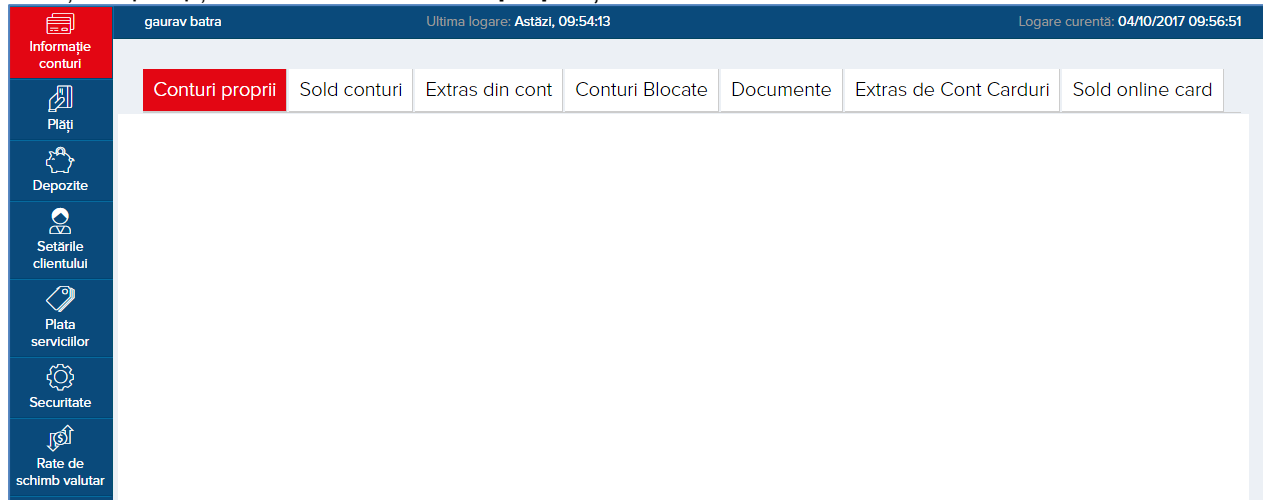 gaurav batra Ultima logare: Astăzi, 09:54:13 Logare curentă: 04/10/2017 09:56:51
Informație
conturi
Plăți
Depozite
Setările
clientului
Plata
serviciilor
Securitate
Rate de
schimb valutar
Conturi proprii Sold conturi Extras din cont Conturi Blocate Documente Extras de Cont Carduri Sold online card